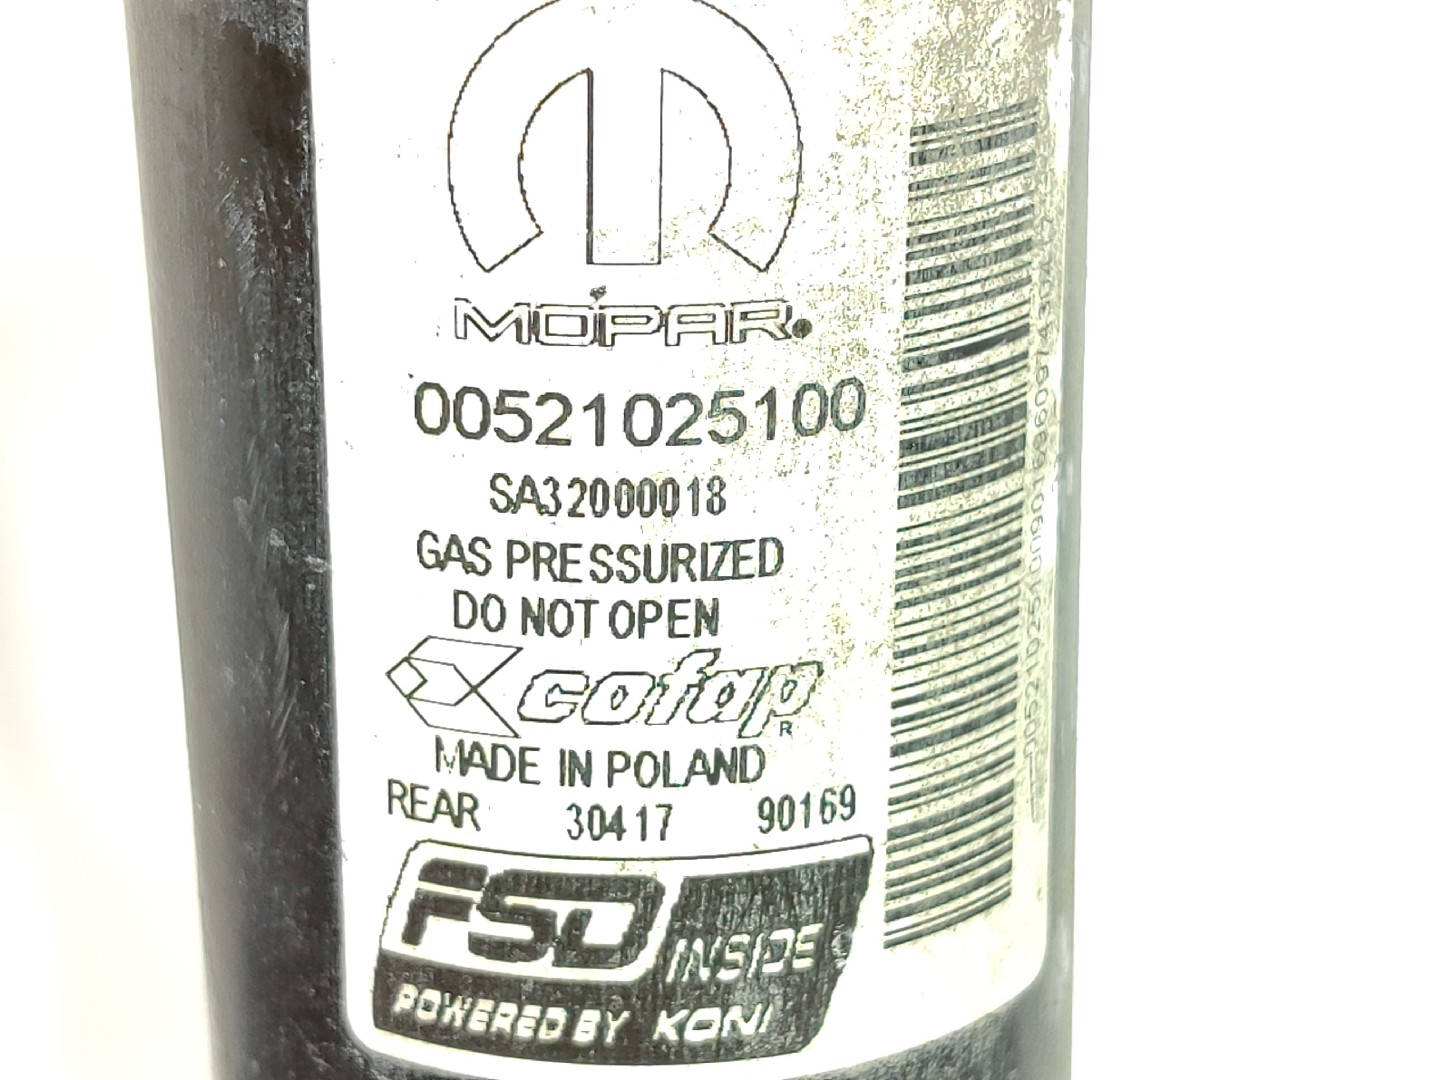 MOPAR
00521025100
SA32000018
GAS PRESSURIZED
DO NOT OPEN
cofap
R
MADE IN POLAND
REAR 30417 90169
FSD INSIDE
POWERED BY KONI